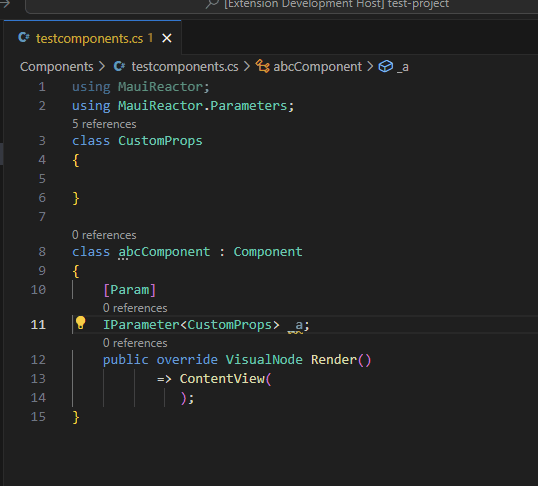 [Extension Development Host] test-project
testcomponents.cs 1
Components > testcomponents.cs > abcComponent > _a
1 using MauiReactor;
2 using MauiReactor.Parameters;
5 references
3 class CustomProps
4 {
5
6 }
7
0 references
8 class abcComponent : Component
9 {
10 [Param]
0 references
11 IParameter<CustomProps> _a;
0 references
12 public override VisualNode Render()
13 => ContentView(
14 );
15 }